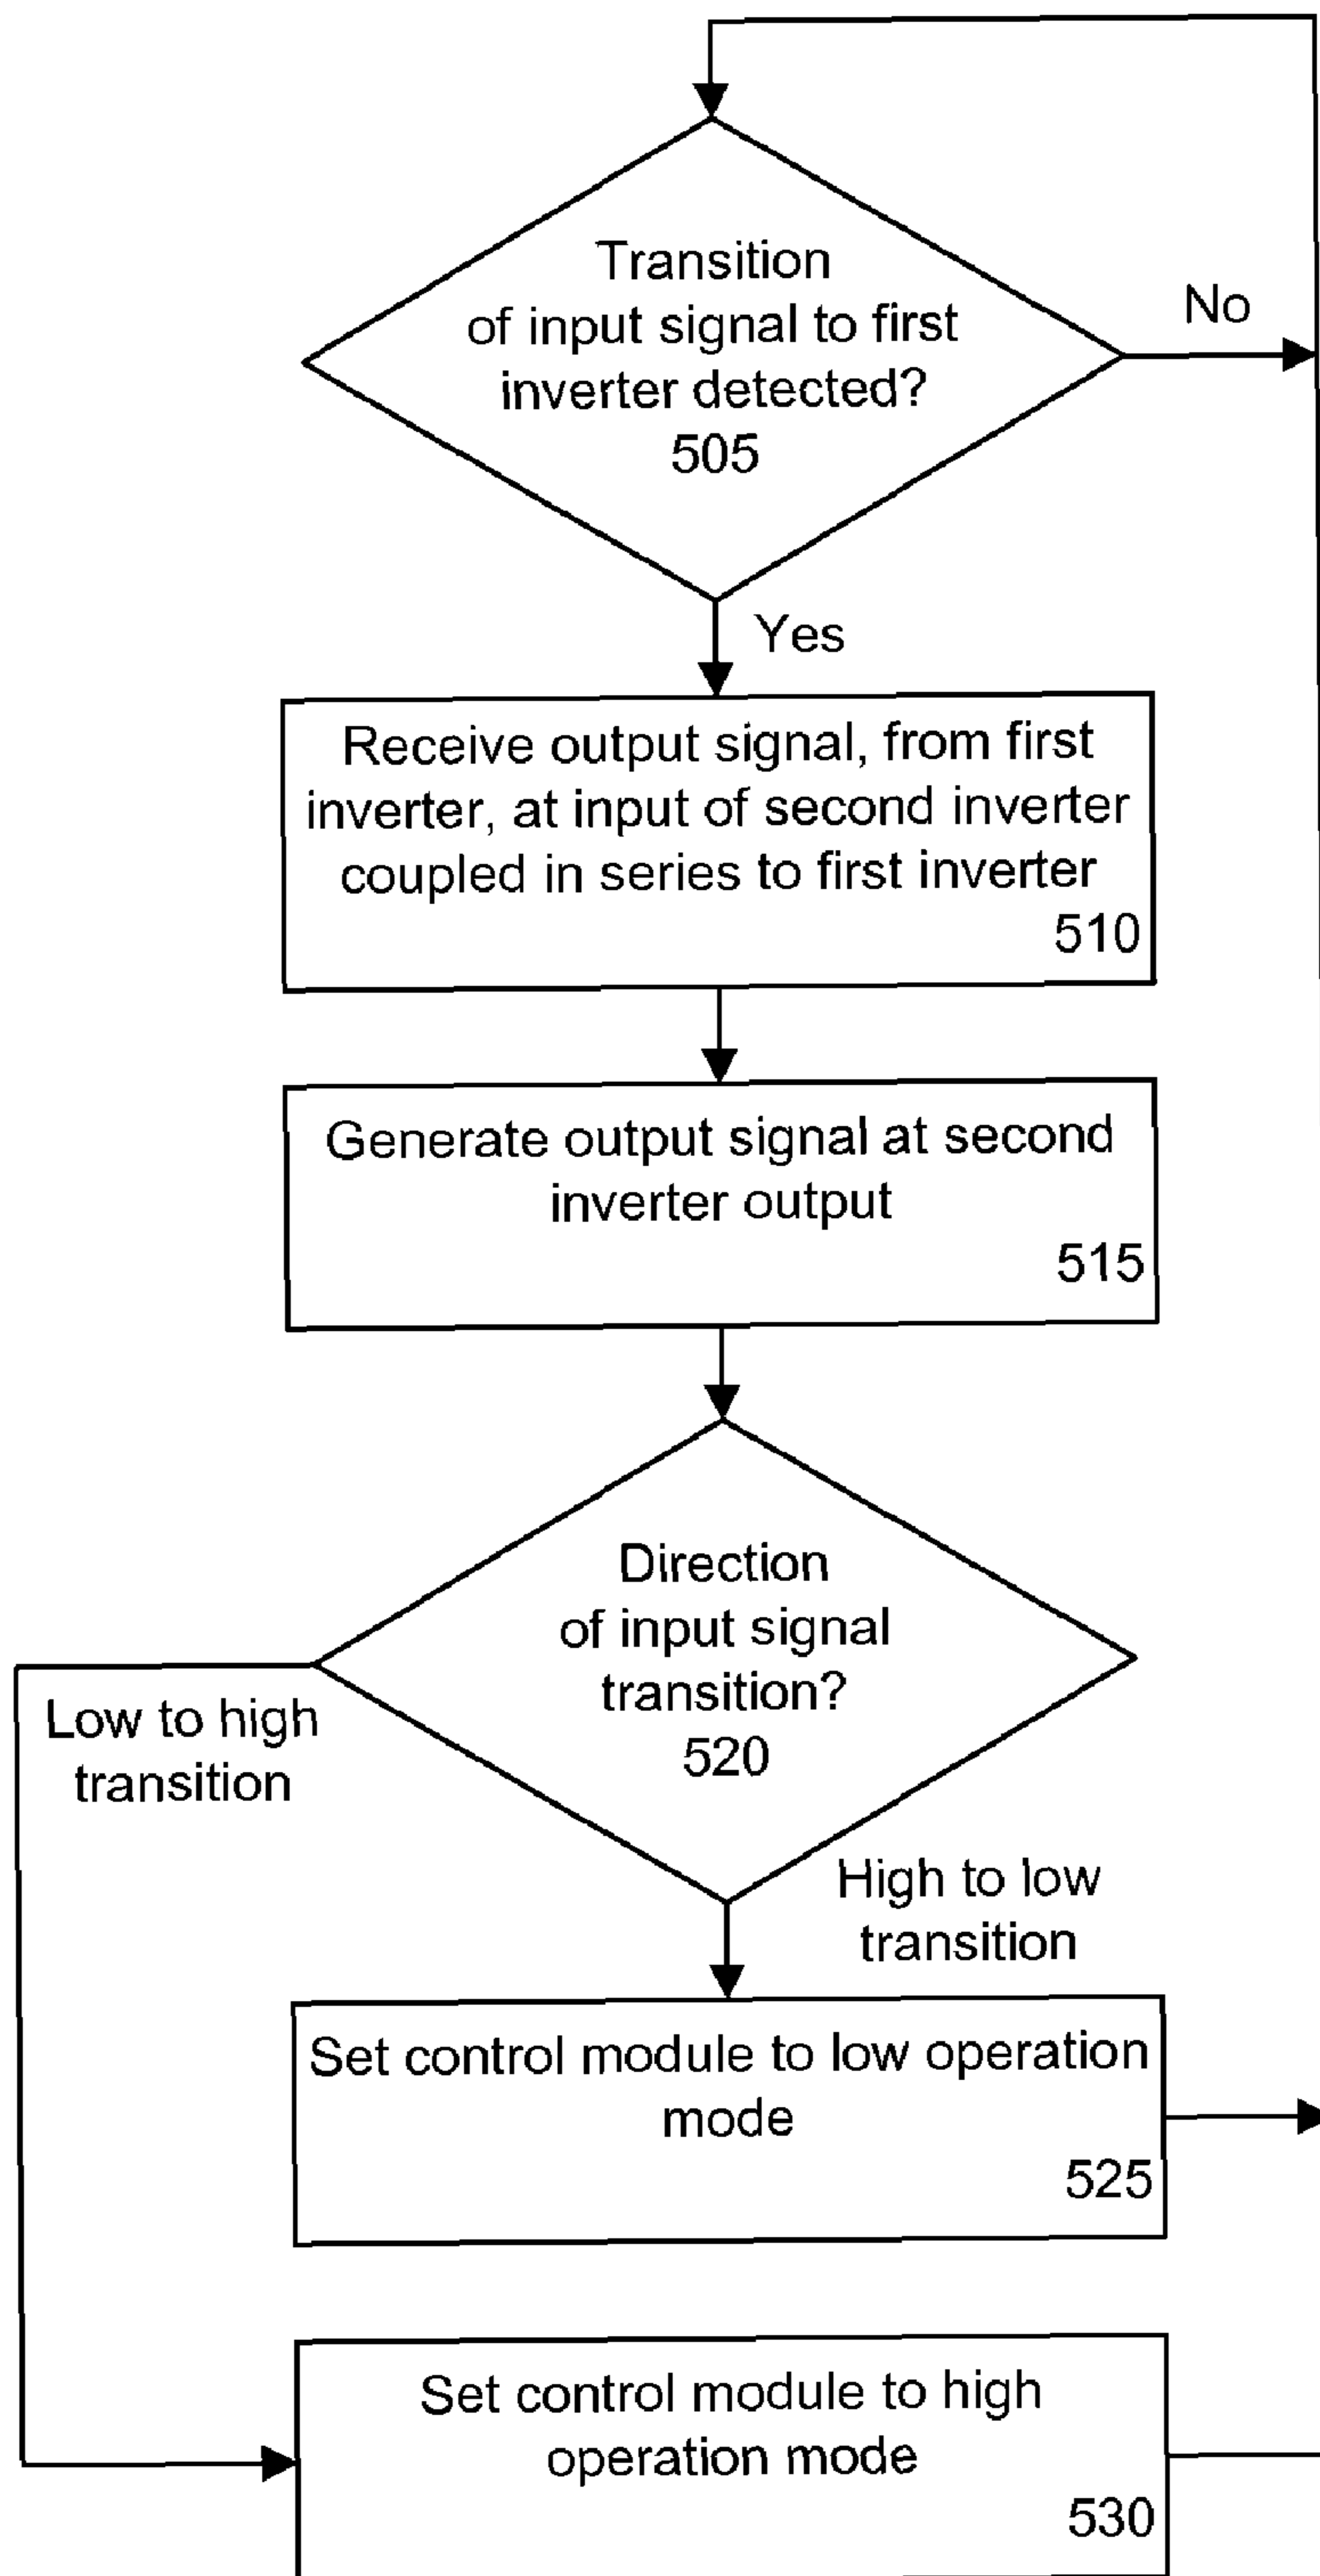 Transition
of input signal to first
inverter detected?
505
No
Yes
Receive output signal, from first
inverter, at input of second inverter
coupled in series to first inverter
510
Generate output signal at second
inverter output
515
Direction
of input signal
transition?
520
Low to high
transition
High to low
transition
Set control module to low operation
mode
525
Set control module to high
operation mode
530